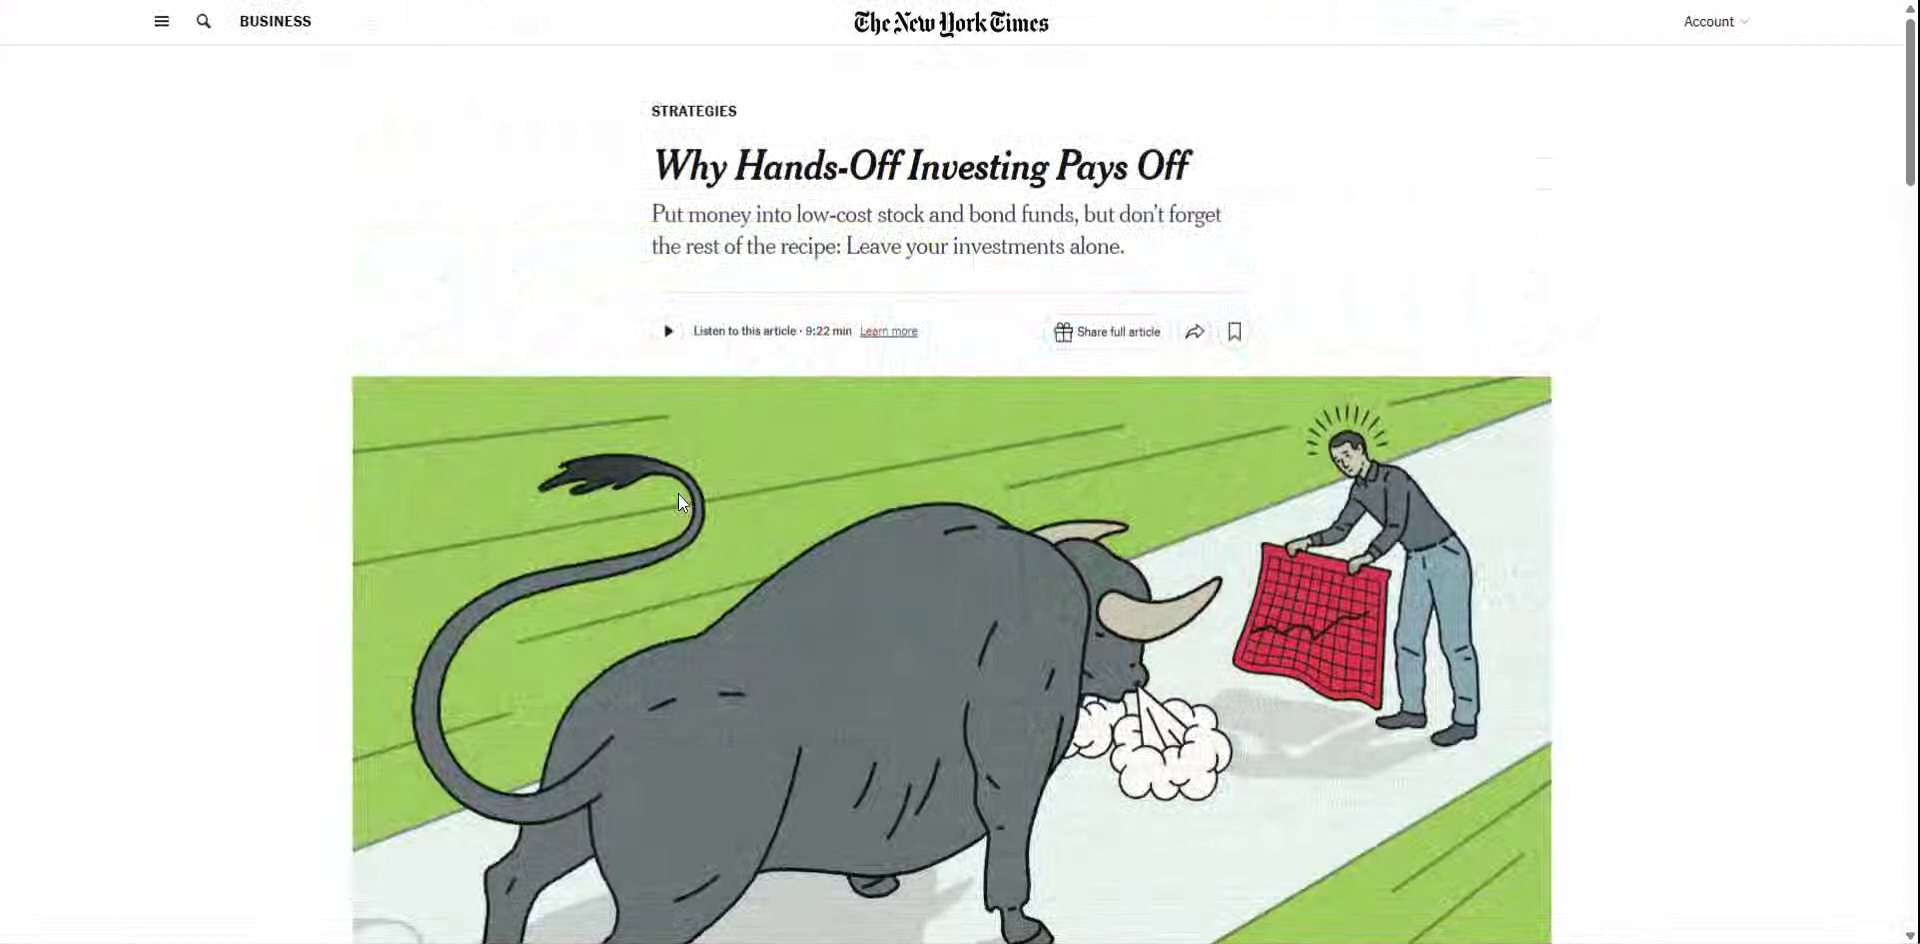 BUSINESS
The New York Times
Account
STRATEGIES
Why Hands-Off Investing Pays Off
Put money into low-cost stock and bond funds, but don't forget
the rest of the recipe: Leave your investments alone.
Listen to this article · 9:22 min Learn more
Share full article